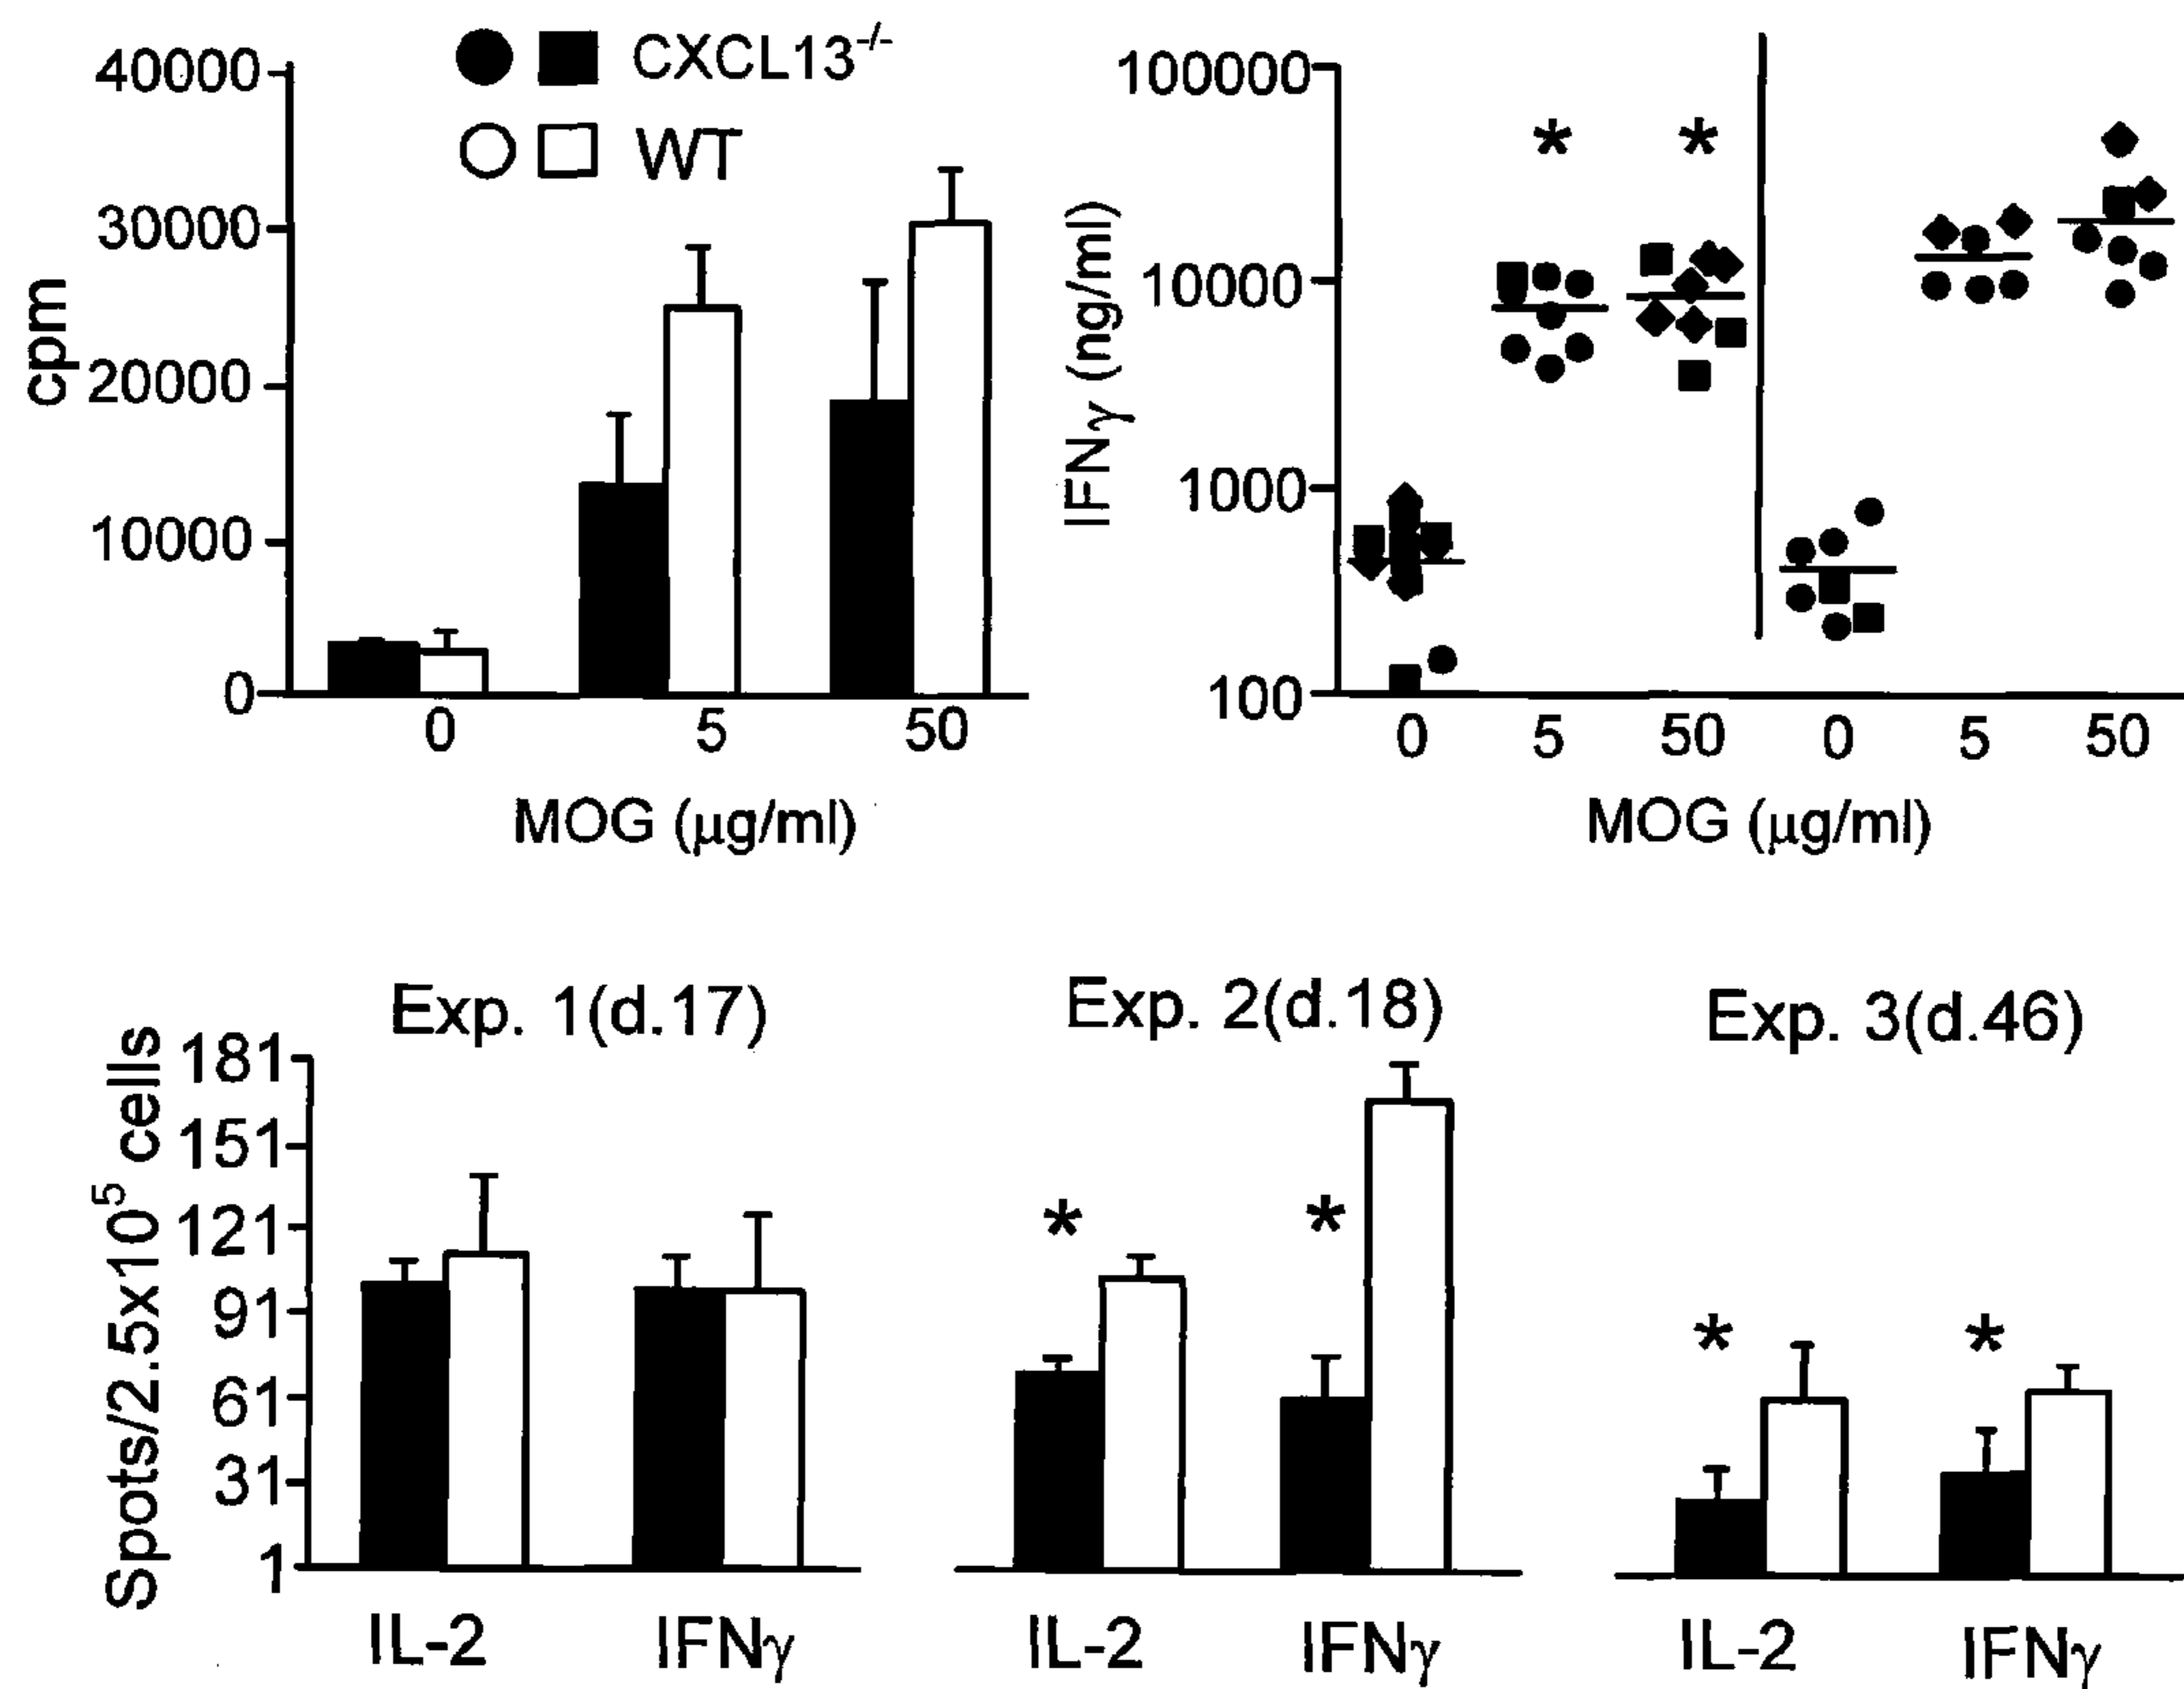 CXCL13-/-
WT
cpm
40000
30000
20000
10000
0
0 5 50
MOG (μg/ml)
IFNγ (ng/ml)
100000
10000
1000
100
* *
0 5 50 0 5 50
MOG (μg/ml)
Spots/2.5x10⁵ cells
181
151
121
91
61
31
1
Exp. 1(d.17)
IL-2 IFNγ
Exp. 2(d.18)
* *
IL-2 IFNγ
Exp. 3(d.46)
* *
IL-2 IFNγ